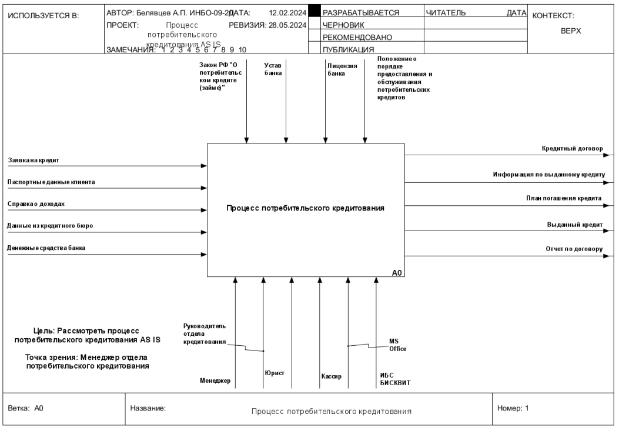 ИСПОЛЬЗУЕТСЯ В:
АВТОР: Белявцев А.П. ИНБО-09-20
ДАТА: 12.02.2024
РАЗРАБАТЫВАЕТСЯ
ЧИТАТЕЛЬ
ДАТА
КОНТЕКСТ:
ПРОЕКТ: Процесс
потребительского
кредитования AS IS
РЕВИЗИЯ: 28.05.2024
ЧЕРНОВИК
РЕКОМЕНДОВАНО
ВЕРХ
ЗАМЕЧАНИЯ: 1 2 3 4 5 6 7 8 9 10
ПУБЛИКАЦИЯ
Закон РФ "О
потребительс
ком кредите
(займе)"
Устав
банка
Лицензия
банка
Положение о
порядке
предоставления и
обслуживания
потребительских
кредитов
Заявка на кредит
Паспортные данные клиента
Справка о доходах
Данные из кредитного бюро
Денежные средства банка
Процесс потребительского кредитования
A0
Кредитный договор
Информация по выданному кредиту
План погашения кредита
Выданный кредит
Отчет по договору
Цель: Рассмотреть процесс
потребительского кредитования AS IS
Точка зрения: Менеджер отдела
потребительского кредитования
Руководитель
отдела
кредитования
Менеджер
Юрист
Кассир
MS
Office
ИБС
БИСКВИТ
Ветка: A0
Название:
Процесс потребительского кредитования
Номер: 1